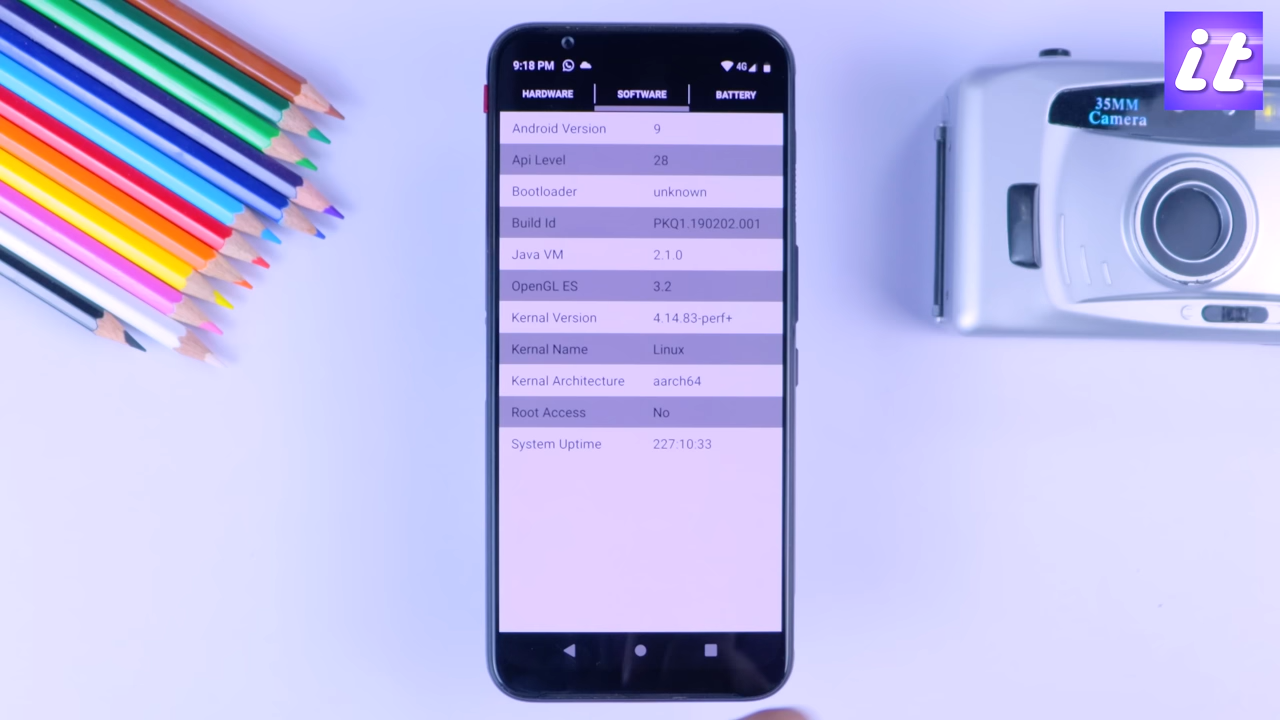 it
35MM
Camera
9:18 PM 4G
HARDWARE SOFTWARE BATTERY
Android Version 9
Api Level 28
Bootloader unknown
Build Id PKQ1.190202.001
Java VM 2.1.0
OpenGL ES 3.2
Kernal Version 4.14.83-perf+
Kernal Name Linux
Kernal Architecture aarch64
Root Access No
System Uptime 227:10:33